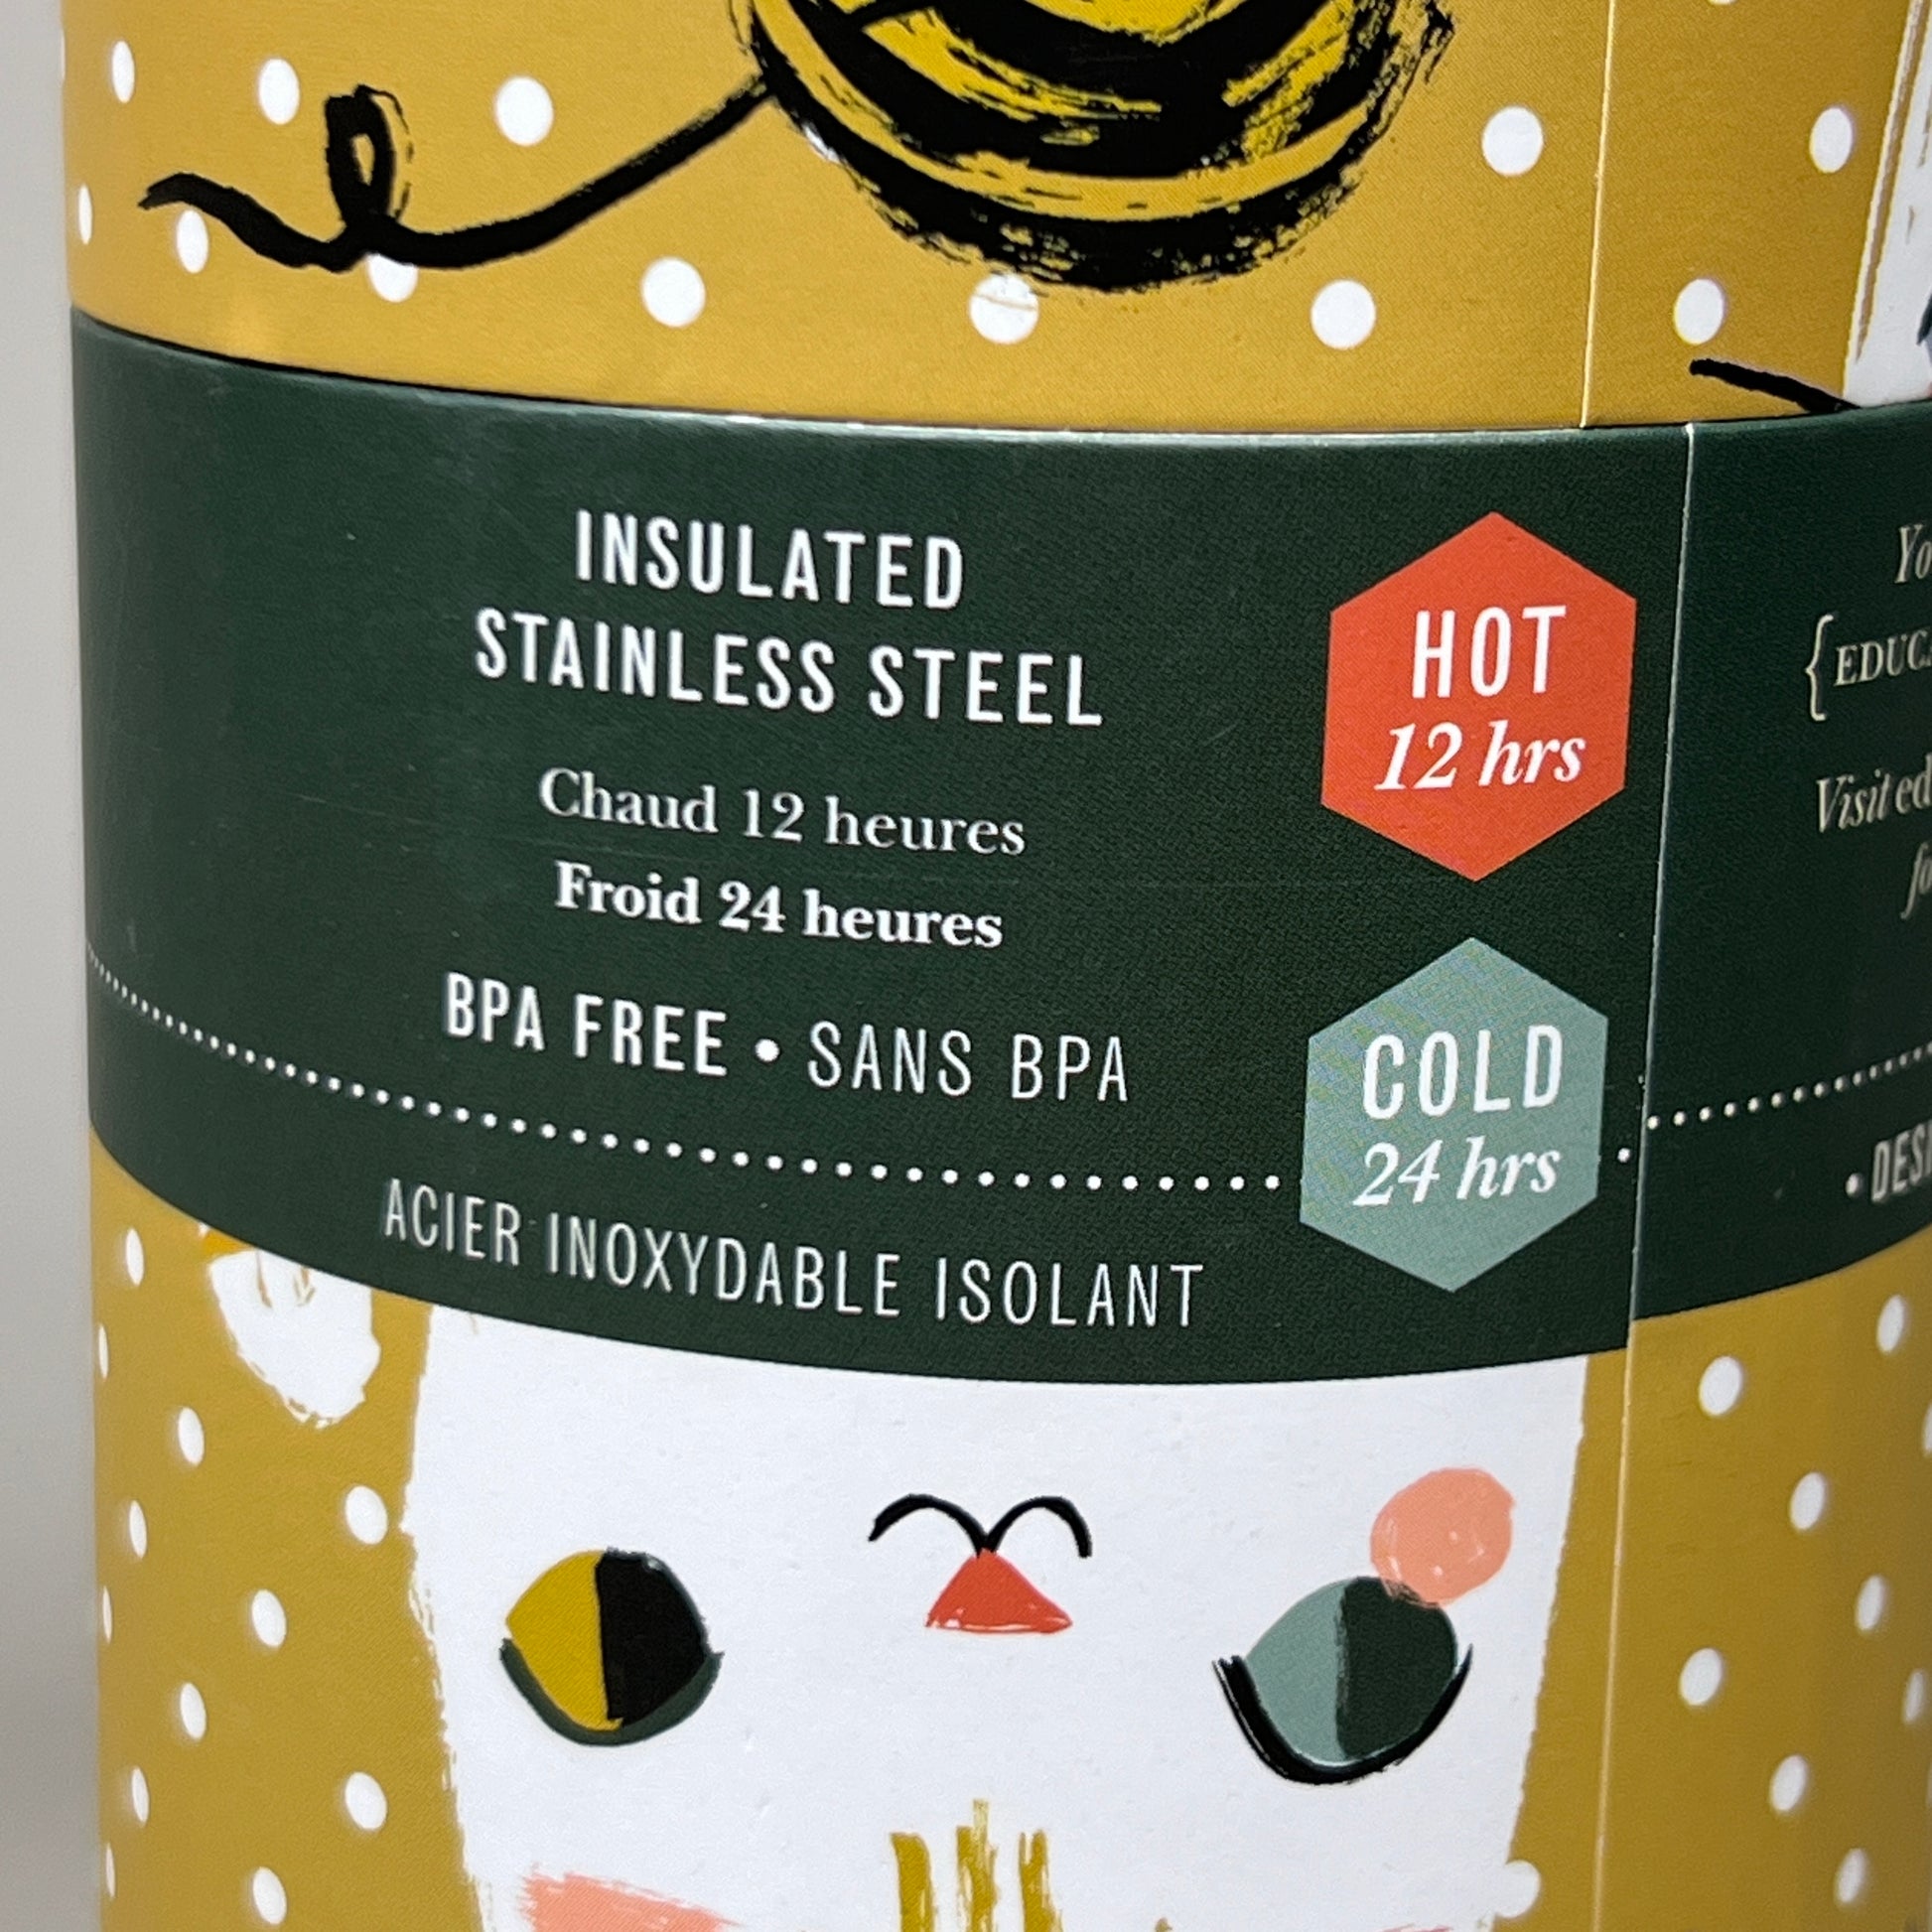 INSULATED
STAINLESS STEEL
Chaud 12 heures
Froid 24 heures
BPA FREE • SANS BPA
ACIER INOXYDABLE ISOLANT
HOT
12 hrs
COLD
24 hrs
Visit